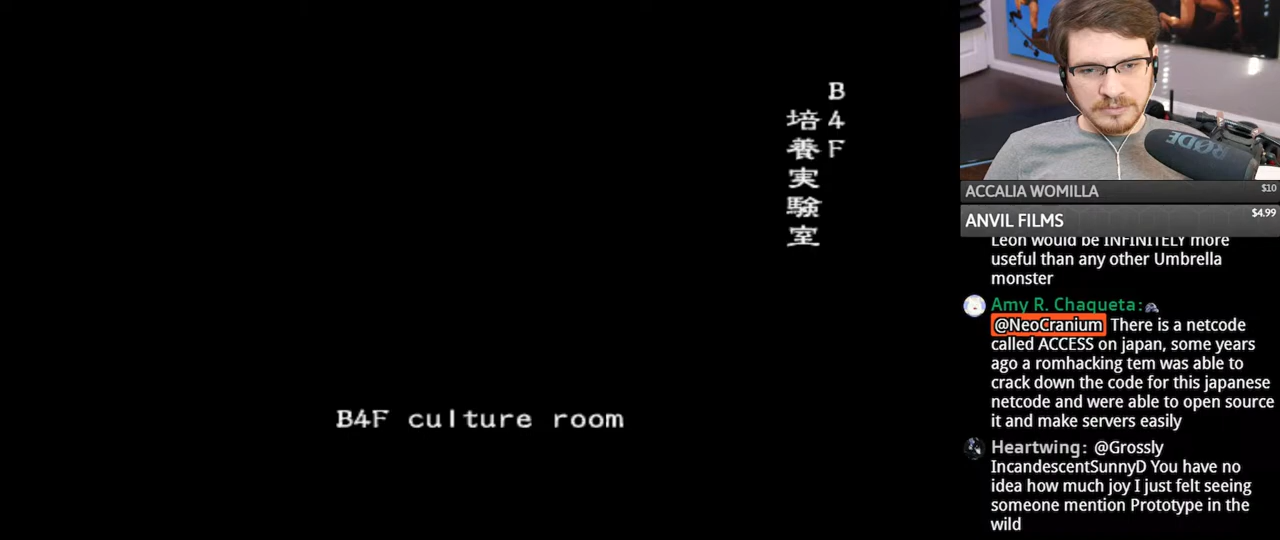 B4F
培養実験室
B4F culture room
RØDE
ACCALIA WOMILLA
$10
ANVIL FILMS
$4.99
Leon would be INFINITELY more
useful than any other Umbrella
monster
Amy R. Chaqueta:
@NeoCranium There is a netcode
called ACCESS on japan, some years
ago a romhacking tem was able to
crack down the code for this japanese
netcode and were able to open source
it and make servers easily
Heartwing: @Grossly
IncandescentSunnyD You have no
idea how much joy I just felt seeing
someone mention Prototype in the
wild